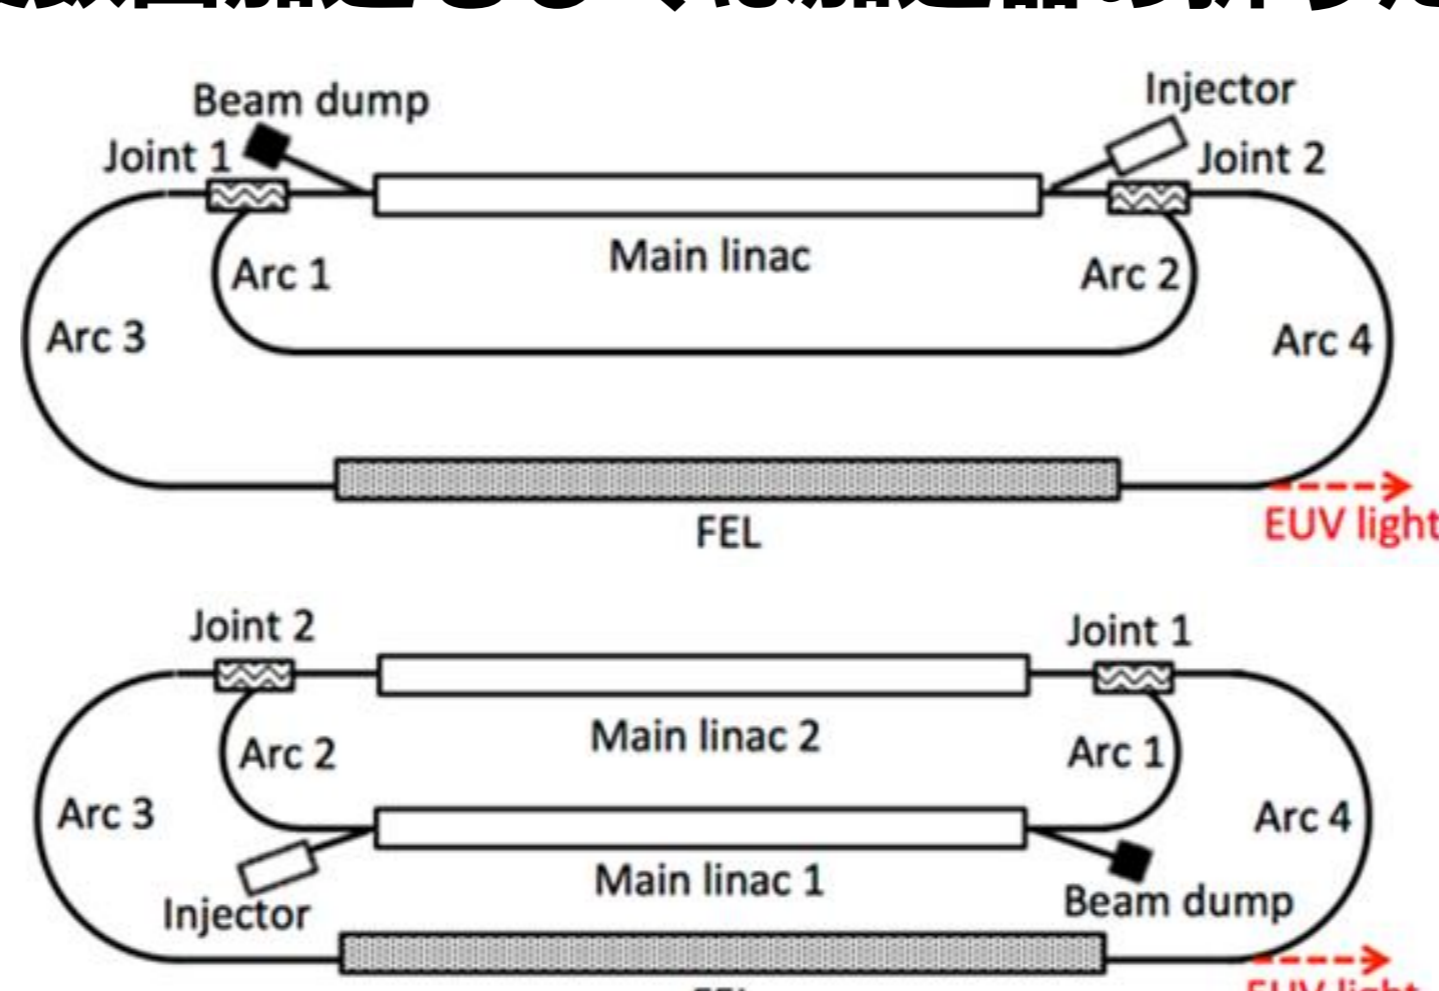 Beam dump
Injector
Joint 1
Joint 2
Main linac
Arc 1
Arc 2
Arc 3
Arc 4
FEL
EUV light
Joint 2
Joint 1
Main linac 2
Arc 2
Arc 1
Arc 3
Arc 4
Main linac 1
Injector
Beam dump
EUV light